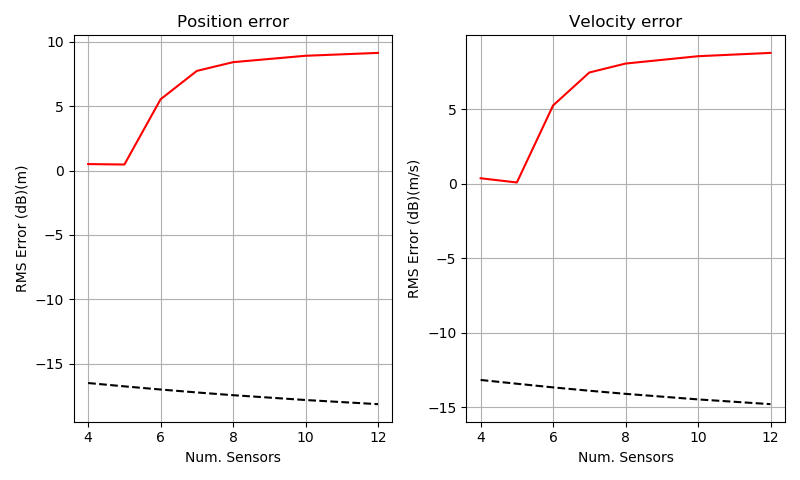 Position error
10
5
0
−5
−10
−15
RMS Error (dB)(m)
4 6 8 10 12
Num. Sensors
Velocity error
5
0
−5
−10
−15
RMS Error (dB)(m/s)
4 6 8 10 12
Num. Sensors